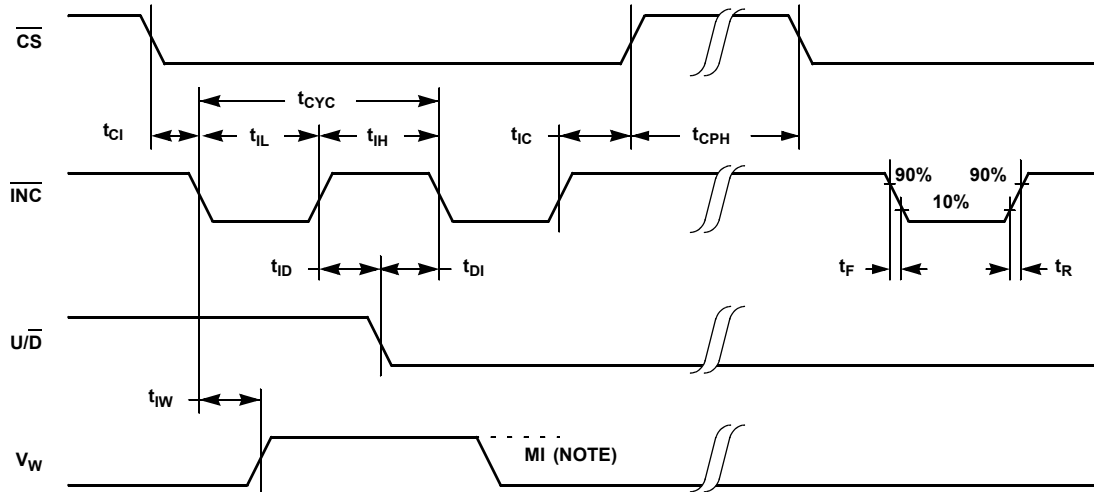 CS
tCYC
tCI tIL tIH tIC tCPH
INC
90% 90%
10%
tID tDI tF tR
U/D
tIW
VW
MI (NOTE)